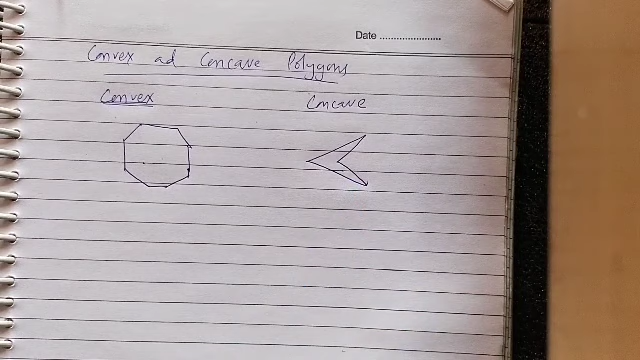 Date ......................
Convex ad Concave Polygons
Convex Concave